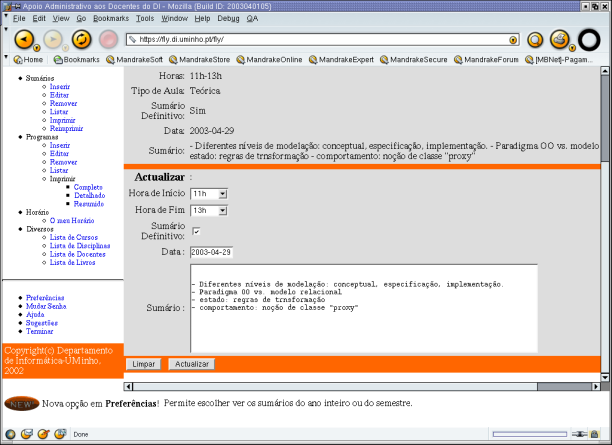 Apoio Administrativo aos Docentes do DI - Mozilla {Build ID: 2003040105}
File Edit View Go Bookmarks Tools Window Help Debug QA
https://fly.di.uminho.pt/fly/
Home Bookmarks MandrakeSoft MandrakeStore MandrakeOnline MandrakeExpert MandrakeSecure MandrakeForum [MBNet]-Pagam...
Sumários
Inserir
Editar
Remover
Listar
Imprimir
Reimprimir
Programas
Inserir
Editar
Remover
Listar
Imprimir
Completo
Detalhado
Resumido
Horário
O meu Horário
Diversos
Lista de Cursos
Lista de Disciplinas
Lista de Docentes
Lista de Livros
Preferências
Mudar Senha
Ajuda
Sugestões
Terminar
Copyright(c) Departamento
de Informática-UMinho,
2002
Horas: 11h-13h
Tipo de Aula: Teórica
Sumário
Definitivo: Sim
Data: 2003-04-29
Sumário: - Diferentes níveis de modelação: conceptual, especificação, implementação. - Paradigma OO vs. modelo
estado: regras de trnsformação - comportamento: noção de classe "proxy"
Actualizar :
Hora de Início 11h
Hora de Fim 13h
Sumário
Definitivo:
Data : 2003-04-29
Sumário :
- Diferentes níveis de modelação: conceptual, especificação, implementação.
- Paradigma OO vs. modelo relacional
- estado: regras de trnsformação
- comportamento: noção de classe "proxy"
Limpar Actualizar
NEWS Nova opção em Preferências! Permite escolher ver os sumários do ano inteiro ou do semestre.
Done